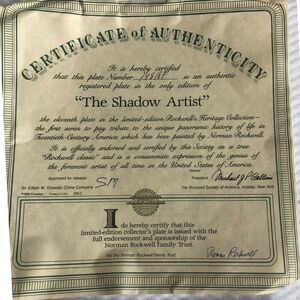 CERTIFICATE of AUTHENTICITY
It is hereby certified
that this plate Number is an authentic
registered plate in the only edition of
"The Shadow Artist"
the eleventh plate in the limited-edition Rockwell's Heritage Collection—
the first series to pay tribute to the unique panoramic history of life in
Twentieth-Century America which has been painted by Norman Rockwell.
It is officially endorsed and certified by this Society as a true
"Rockwell classic" and is a consummate expression of the genius
of the foremost artist of all time in the United States.
Approved for release:
President
for Edwin M. Knowles China Company
The Rockwell Society of America, Ardsley, New York
I do hereby certify that this
limited-edition collector's plate is issued with the
full endorsement and sponsorship of the
Norman Rockwell Family Trust.
For the Norman Rockwell Family Trust